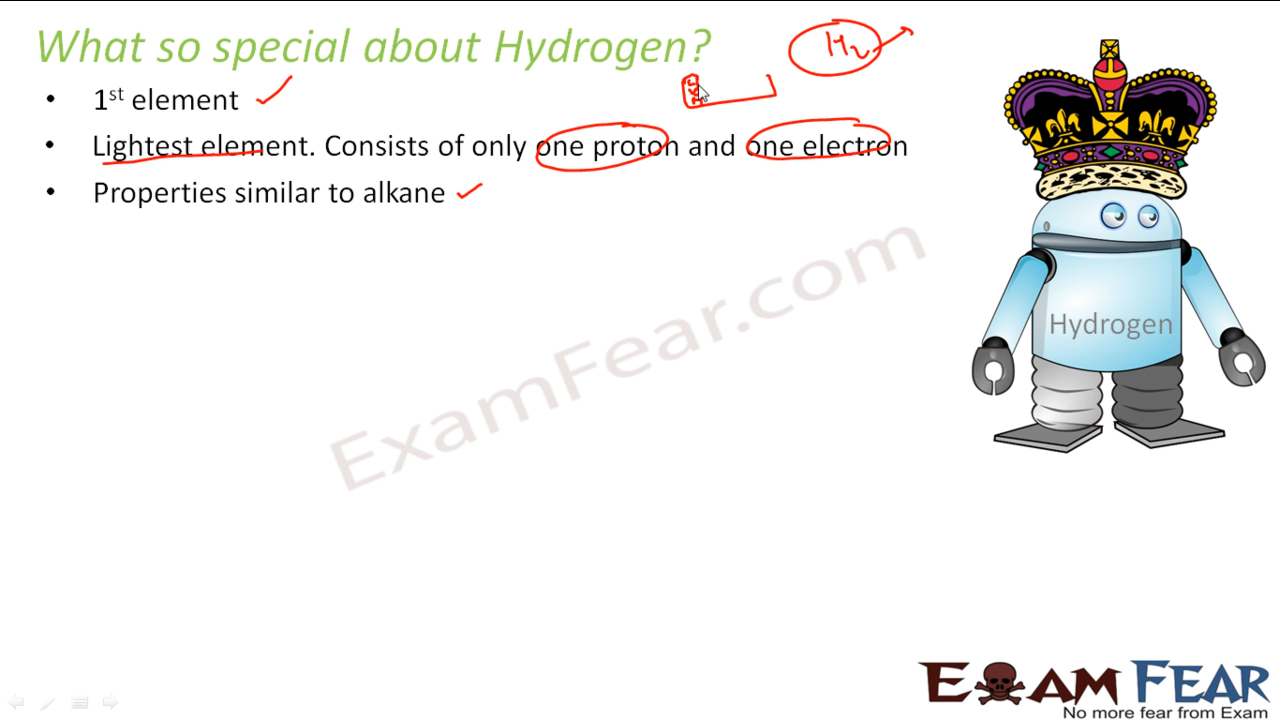 What so special about Hydrogen?
H₂
• 1st element
• Lightest element. Consists of only one proton and one electron
• Properties similar to alkane
Hydrogen
ExamFear.com
EXAM FEAR
No more fear from Exam